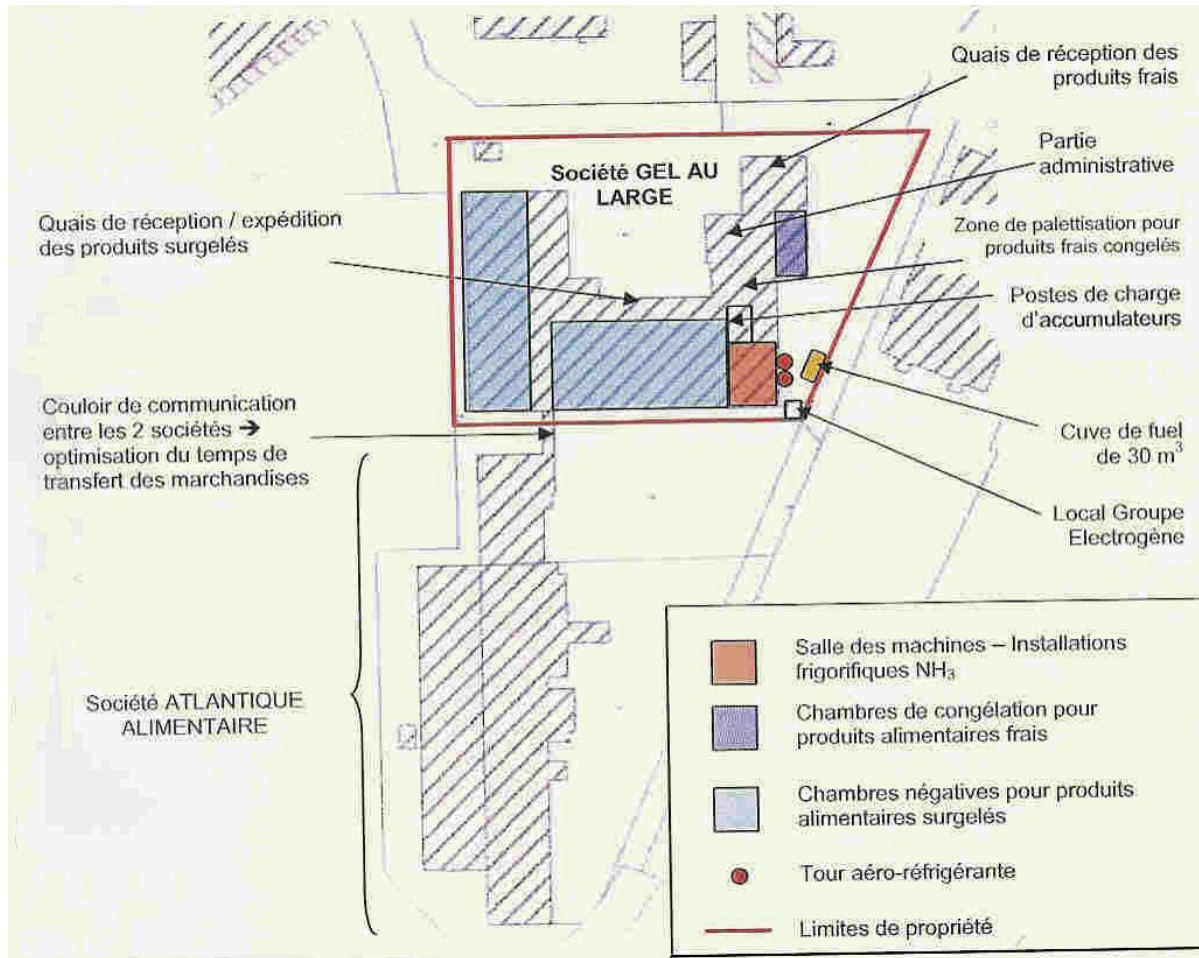 Quais de réception des
produits frais
Société GEL AU
LARGE
Partie
administrative
Quais de réception / expédition
des produits surgelés
Zone de palettisation pour
produits frais congelés
Postes de charge
d'accumulateurs
Couloir de communication
entre les 2 sociétés ➔
optimisation du temps de
transfert des marchandises
Cuve de fuel
de 30 m³
Local Groupe
Electrogène
Société ATLANTIQUE
ALIMENTAIRE
Salle des machines – Installations
frigorifiques NH₃
Chambres de congélation pour
produits alimentaires frais
Chambres négatives pour produits
alimentaires surgelés
Tour aéro-réfrigérante
Limites de propriété